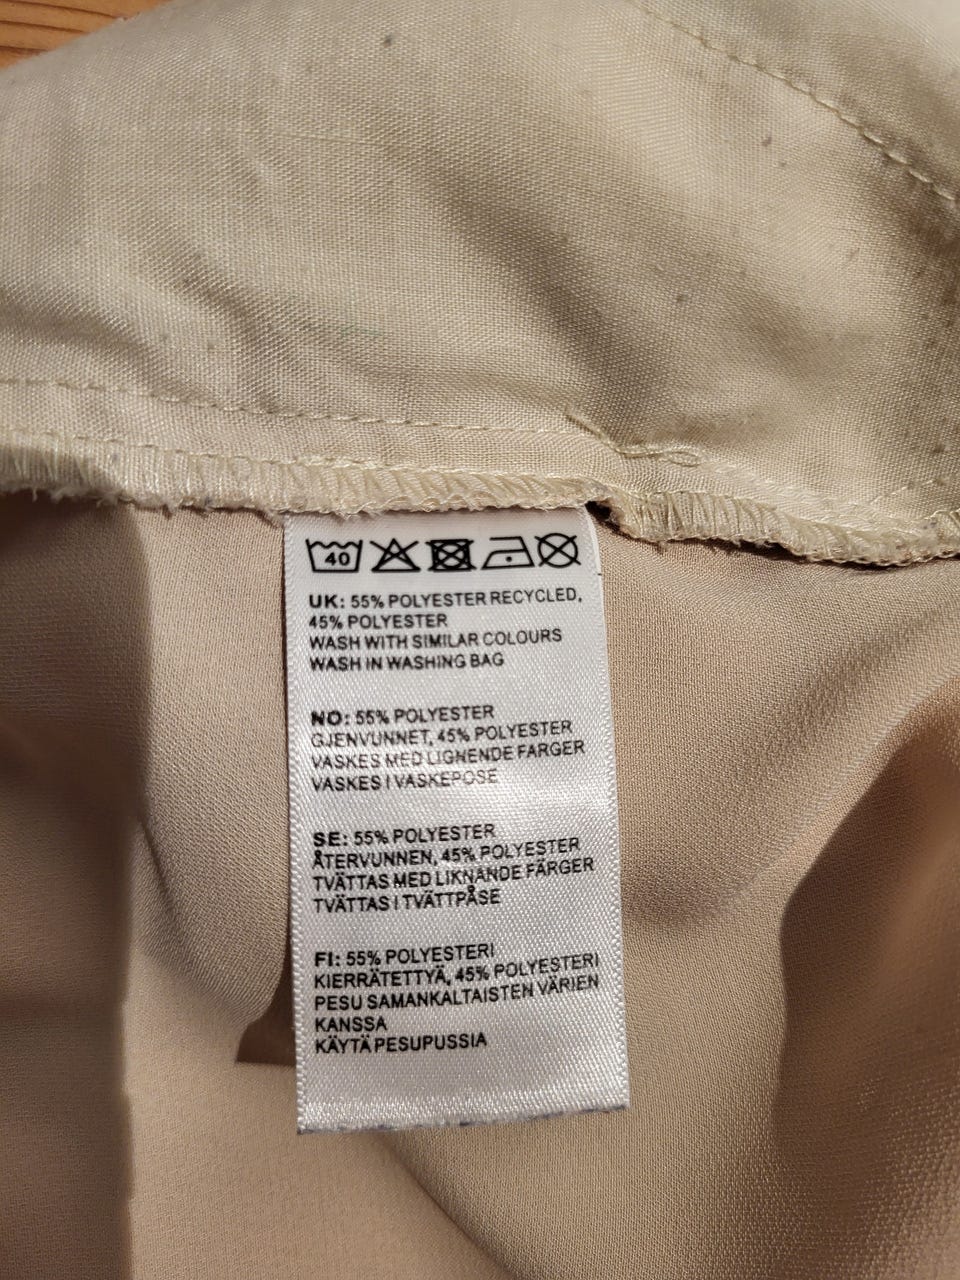 40
UK: 55% POLYESTER RECYCLED,
45% POLYESTER
WASH WITH SIMILAR COLOURS
WASH IN WASHING BAG
NO: 55% POLYESTER
GJENVUNNET, 45% POLYESTER
VASKES MED LIGNENDE FARGER
VASKES I VASKEPOSE
SE: 55% POLYESTER
ÅTERVUNNEN, 45% POLYESTER
TVÄTTAS MED LIKNANDE FÄRGER
TVÄTTAS I TVÄTTPÅSE
FI: 55% POLYESTERI
KIERRÄTETTYÄ, 45% POLYESTERI
PESU SAMANKALTAISTEN VÄRIEN
KANSSA
KÄYTÄ PESUPUSSIA